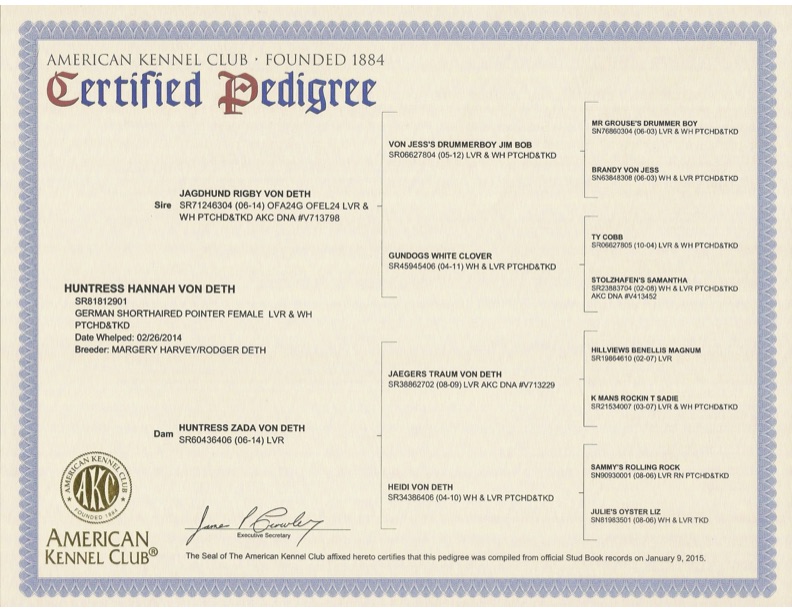 AMERICAN KENNEL CLUB · FOUNDED 1884
Certified Pedigree
HUNTRESS HANNAH VON DETH
SR81812901
GERMAN SHORTHAIRED POINTER FEMALE LVR & WH
PTCHD&TKD
Date Whelped: 02/26/2014
Breeder: MARGERY HARVEY/RODGER DETH
JAGDHUND RIGBY VON DETH
Sire SR71246304 (06-14) OFA24G OFEL24 LVR &
WH PTCHD&TKD AKC DNA #V713798
HUNTRESS ZADA VON DETH
Dam SR60436406 (06-14) LVR
VON JESS'S DRUMMERBOY JIM BOB
SR06627804 (05-12) LVR & WH PTCHD&TKD
GUNDOGS WHITE CLOVER
SR45945406 (04-11) WH & LVR PTCHD&TKD
JAEGERS TRAUM VON DETH
SR38862702 (08-09) LVR AKC DNA #V713229
HEIDI VON DETH
SR34386406 (04-10) WH & LVR PTCHD&TKD
MR GROUSE'S DRUMMER BOY
SN76860304 (06-03) LVR & WH PTCHD&TKD
BRANDY VON JESS
SN63848308 (06-03) WH & LVR PTCHD&TKD
TY COBB
SR06627805 (10-04) LVR & WH PTCHD&TKD
STOLZHAFEN'S SAMANTHA
SR23883704 (02-08) WH & LVR PTCHD&TKD
AKC DNA #V413452
HILLVIEWS BENELLIS MAGNUM
SR19864610 (02-07) LVR
K MANS ROCKIN T SADIE
SR21534007 (03-07) LVR & WH PTCHD&TKD
SAMMY'S ROLLING ROCK
SN90930001 (08-06) LVR RN PTCHD&TKD
JULIE'S OYSTER LIZ
SN81983501 (08-06) WH & LVR TKD
AMERICAN KENNEL CLUB
AKC
FOUNDED 1884
AMERICAN
KENNEL CLUB®
James P Crowley
Executive Secretary
The Seal of The American Kennel Club affixed hereto certifies that this pedigree was compiled from official Stud Book records on January 9, 2015.